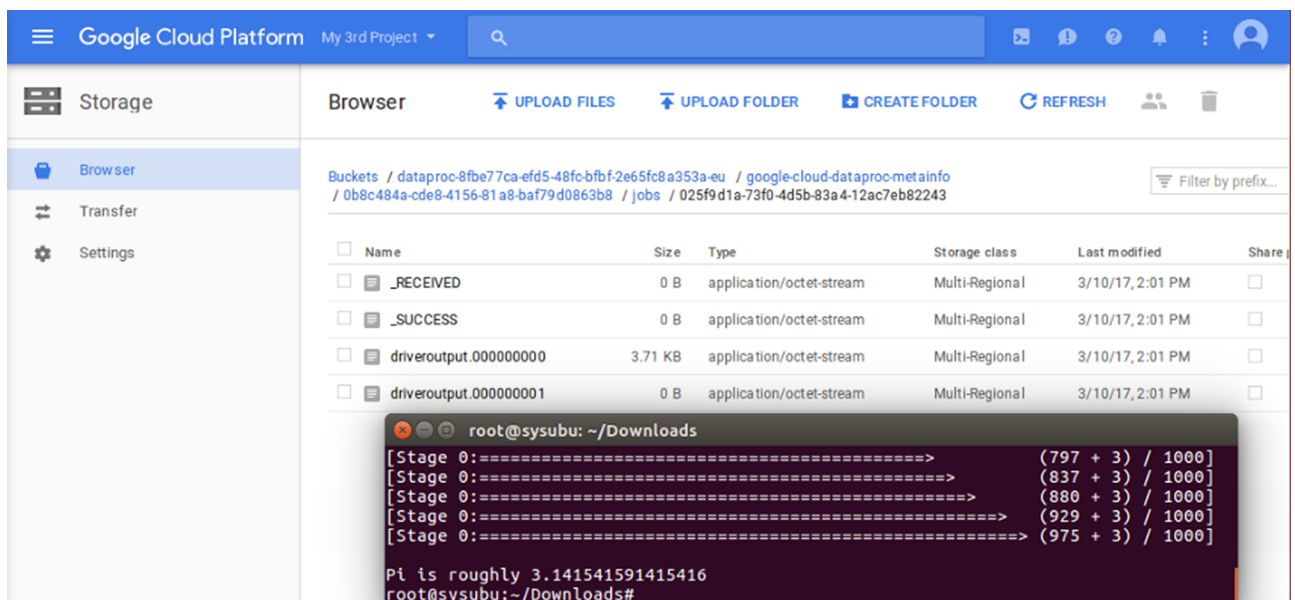 Google Cloud Platform My 3rd Project
Storage
Browser UPLOAD FILES UPLOAD FOLDER CREATE FOLDER REFRESH
Browser
Transfer
Settings
Buckets / dataproc-8fbe77ca-efd5-48fc-bfbf-2e65fc8a353a-eu / google-cloud-dataproc-metainfo
/ 0b8c484a-cde8-4156-81a8-baf79d0863b8 / jobs / 025f9d1a-73f0-4d5b-83a4-12ac7eb82243
Filter by prefix...
Name Size Type Storage class Last modified Share
_RECEIVED 0 B application/octet-stream Multi-Regional 3/10/17, 2:01 PM
_SUCCESS 0 B application/octet-stream Multi-Regional 3/10/17, 2:01 PM
driveroutput.000000000 3.71 KB application/octet-stream Multi-Regional 3/10/17, 2:01 PM
driveroutput.000000001 0 B application/octet-stream Multi-Regional 3/10/17, 2:01 PM
root@sysubu: ~/Downloads
[Stage 0:============================================> (797 + 3) / 1000]
[Stage 0:==============================================> (837 + 3) / 1000]
[Stage 0:================================================> (880 + 3) / 1000]
[Stage 0:===================================================> (929 + 3) / 1000]
[Stage 0:=====================================================> (975 + 3) / 1000]
Pi is roughly 3.141541591415416
root@sysubu:~/Downloads#